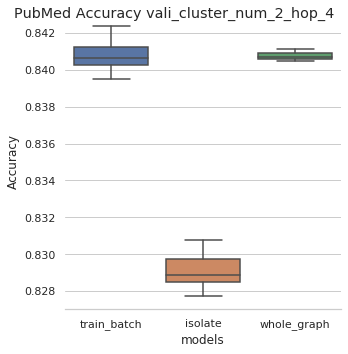 PubMed Accuracy vali_cluster_num_2_hop_4
0.842
0.840
0.838
0.836
0.834
0.832
0.830
0.828
Accuracy
train_batch isolate whole_graph
models